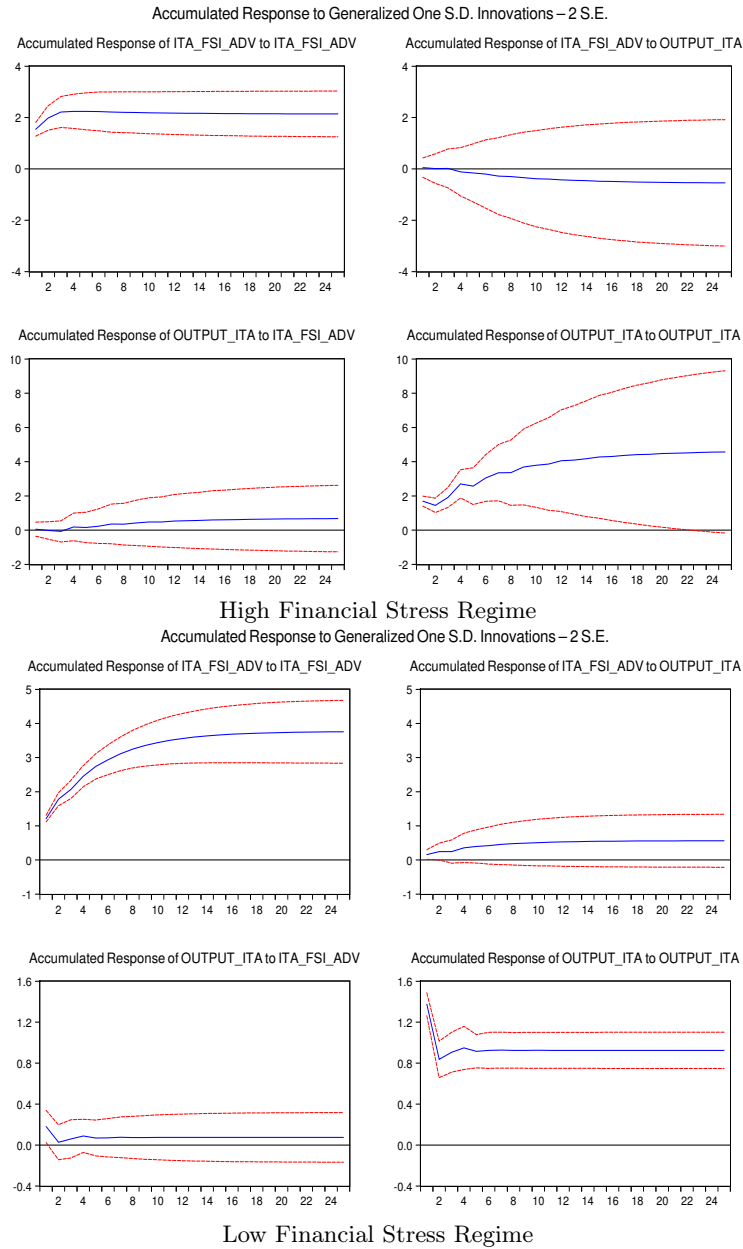 Accumulated Response to Generalized One S.D. Innovations – 2 S.E.
Accumulated Response of ITA_FSI_ADV to ITA_FSI_ADV
4
2
0
-2
-4
2 4 6 8 10 12 14 16 18 20 22 24
Accumulated Response of ITA_FSI_ADV to OUTPUT_ITA
4
2
0
-2
-4
2 4 6 8 10 12 14 16 18 20 22 24
Accumulated Response of OUTPUT_ITA to ITA_FSI_ADV
10
8
6
4
2
0
-2
2 4 6 8 10 12 14 16 18 20 22 24
Accumulated Response of OUTPUT_ITA to OUTPUT_ITA
10
8
6
4
2
0
-2
2 4 6 8 10 12 14 16 18 20 22 24
High Financial Stress Regime
Accumulated Response to Generalized One S.D. Innovations – 2 S.E.
Accumulated Response of ITA_FSI_ADV to ITA_FSI_ADV
5
4
3
2
1
0
-1
2 4 6 8 10 12 14 16 18 20 22 24
Accumulated Response of ITA_FSI_ADV to OUTPUT_ITA
5
4
3
2
1
0
-1
2 4 6 8 10 12 14 16 18 20 22 24
Accumulated Response of OUTPUT_ITA to ITA_FSI_ADV
1.6
1.2
0.8
0.4
0.0
-0.4
2 4 6 8 10 12 14 16 18 20 22 24
Accumulated Response of OUTPUT_ITA to OUTPUT_ITA
1.6
1.2
0.8
0.4
0.0
-0.4
2 4 6 8 10 12 14 16 18 20 22 24
Low Financial Stress Regime